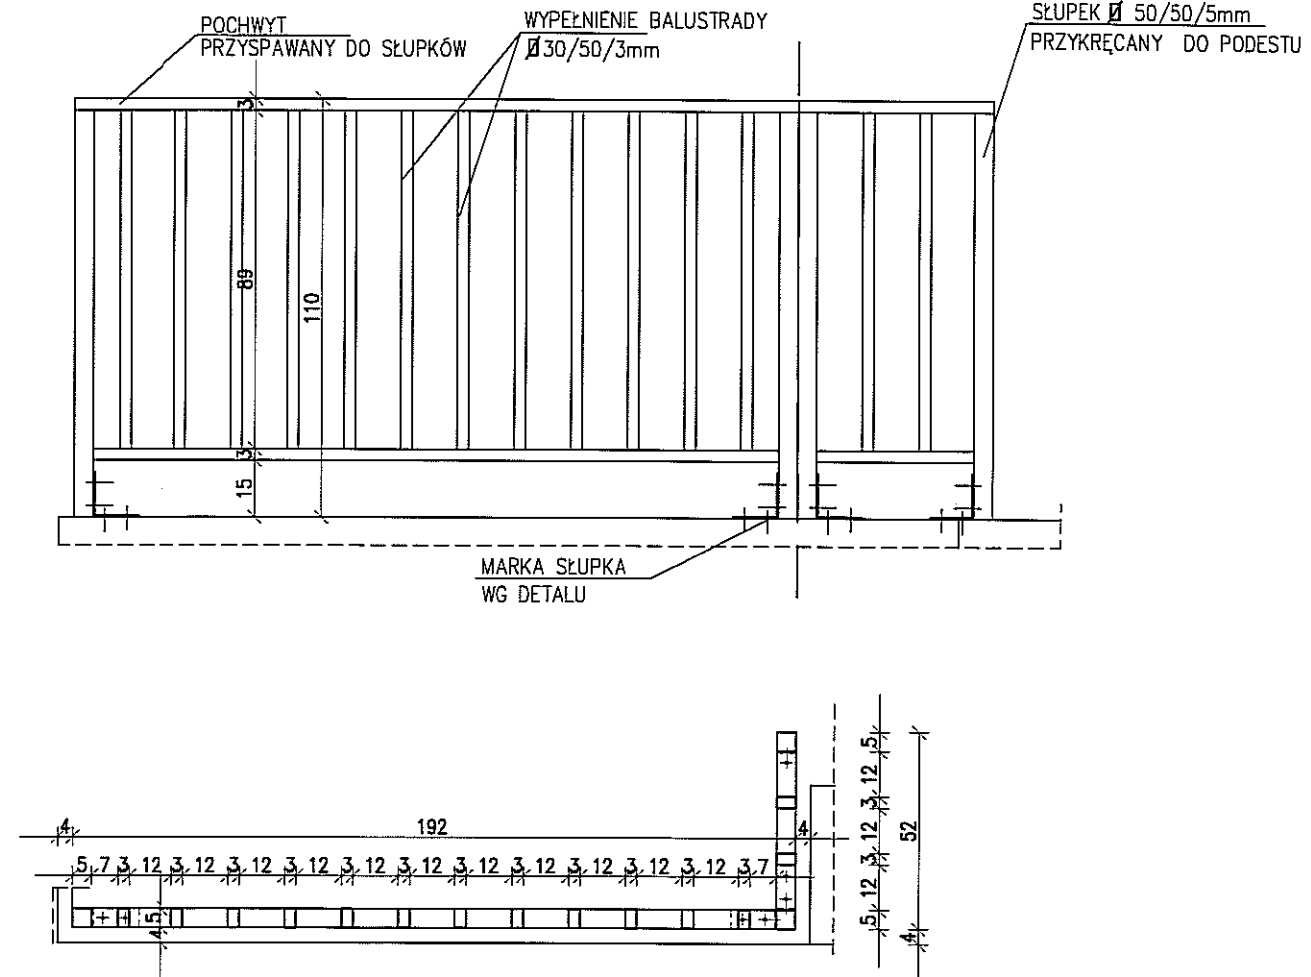 POCHWYT
PRZYSPAWANY DO SŁUPKÓW
WYPEŁNIENIE BALUSTRADY
30/50/3mm
SŁUPEK 50/50/5mm
PRZYKRĘCANY DO PODESTU
3
89
110
3
15
MARKA SŁUPKA
WG DETALU
4 192 4
5 7 3 12 3 12 3 12 3 12 3 12 3 12 3 12 3 12 3 12 3 12 3 12 3 7
5
4
5
12
3
12
3
12
5
4
52